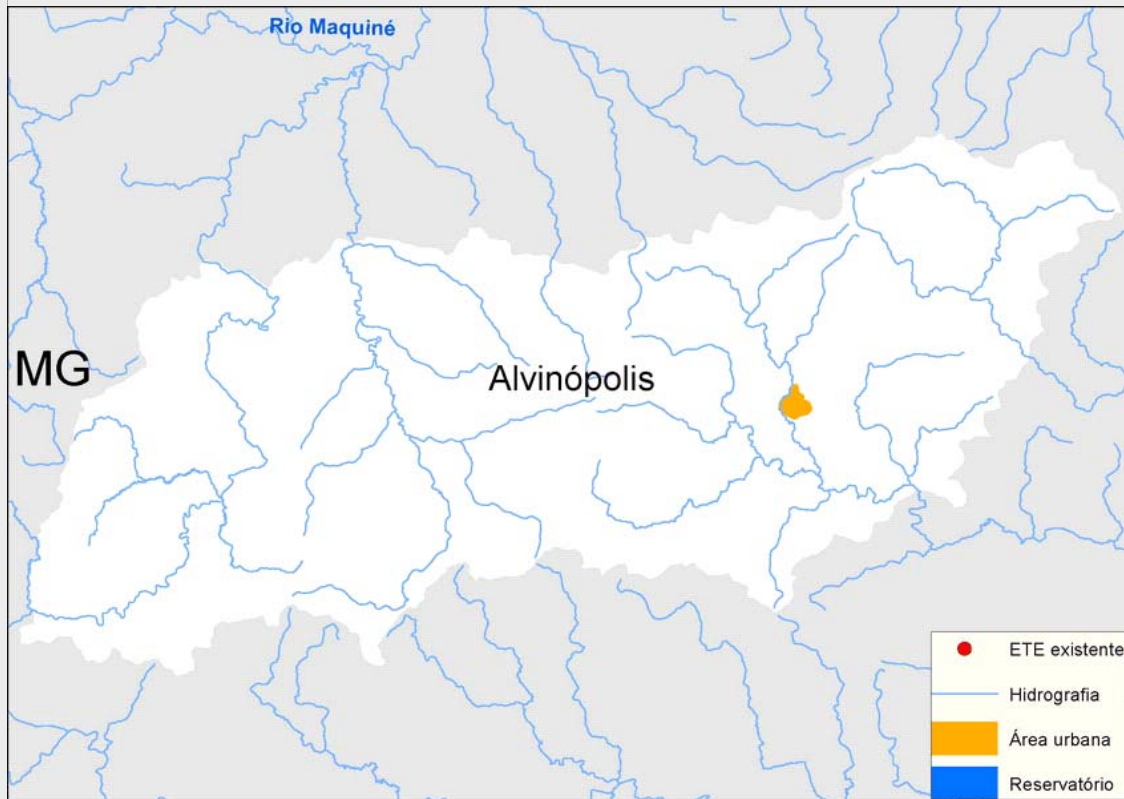 Rio Maquiné
MG
Alvinópolis
ETE existente
Hidrografia
Área urbana
Reservatório